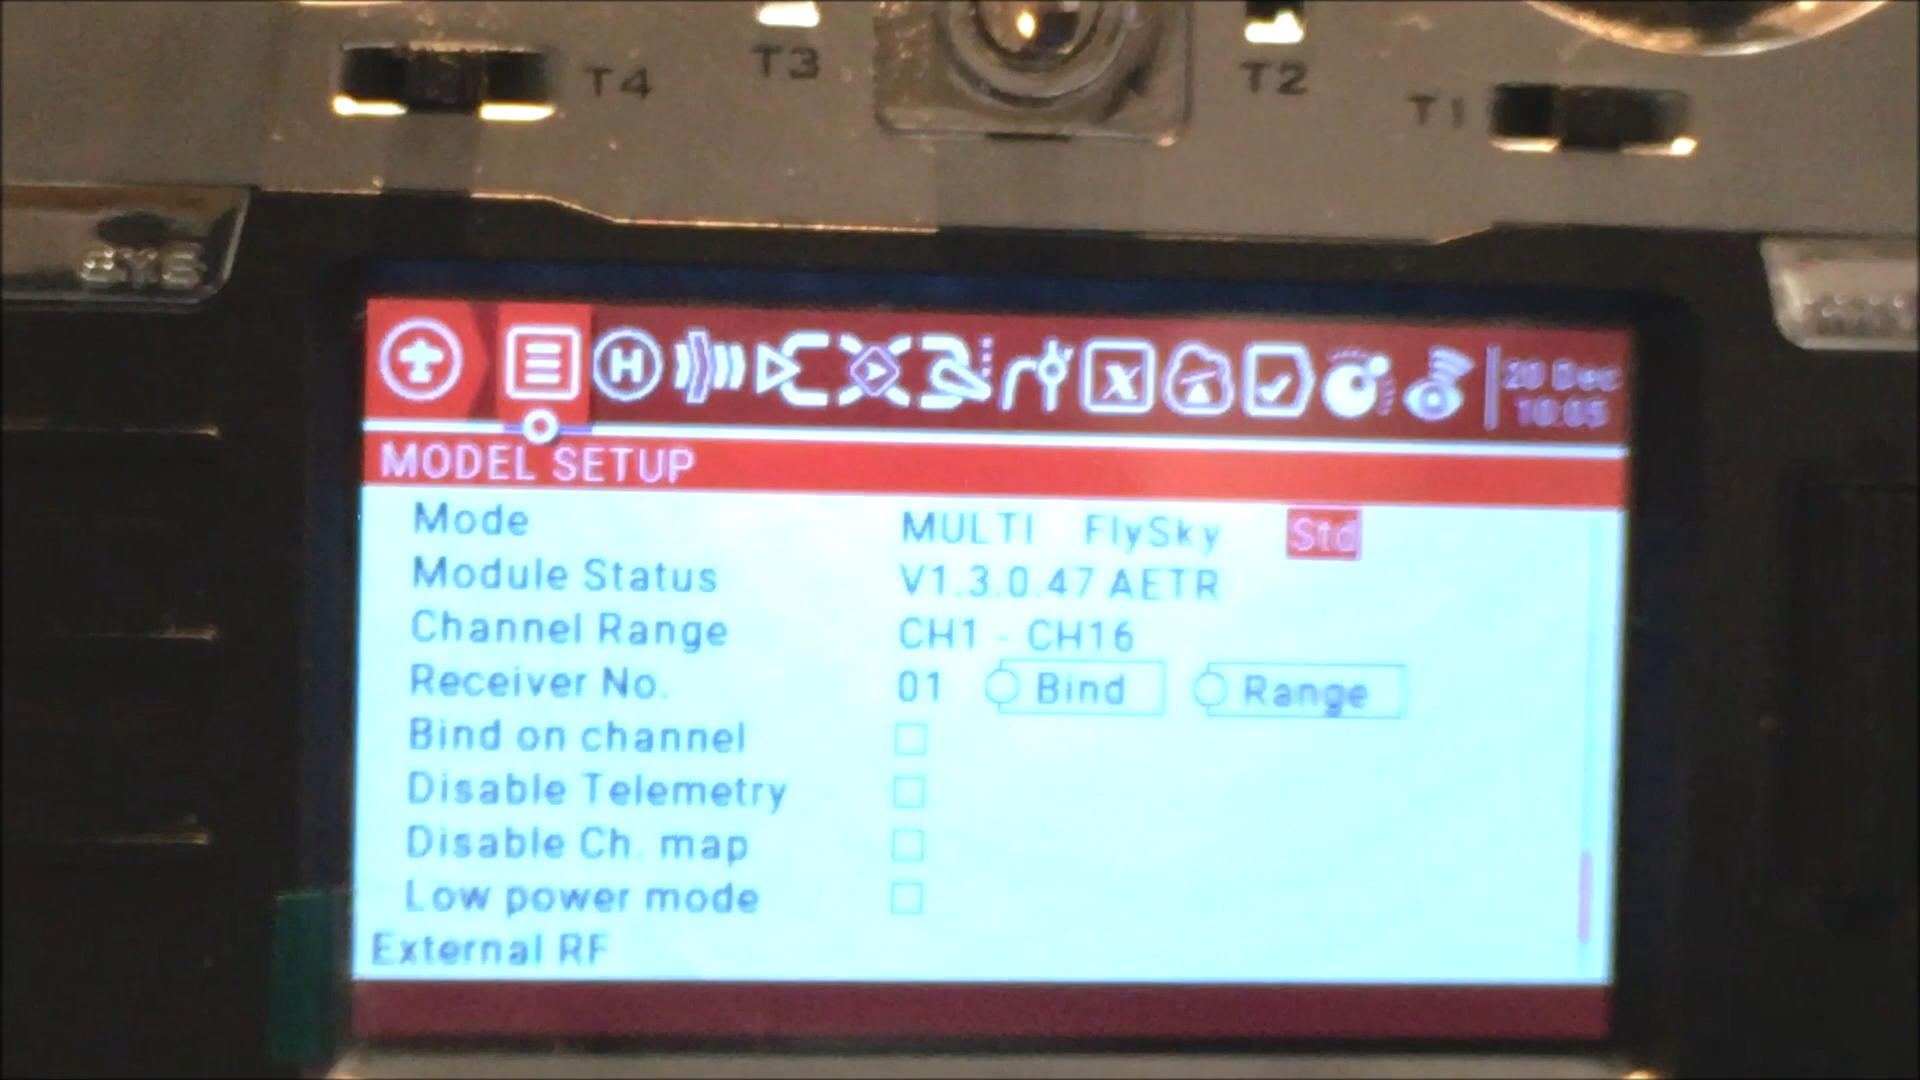 T4
T3
T2
T1
SYS
20 Dec
10:05
MODEL SETUP
Mode MULTI FlySky Std
Module Status V1.3.0.47 AETR
Channel Range CH1 - CH16
Receiver No. 01 Bind Range
Bind on channel
Disable Telemetry
Disable Ch. map
Low power mode
External RF